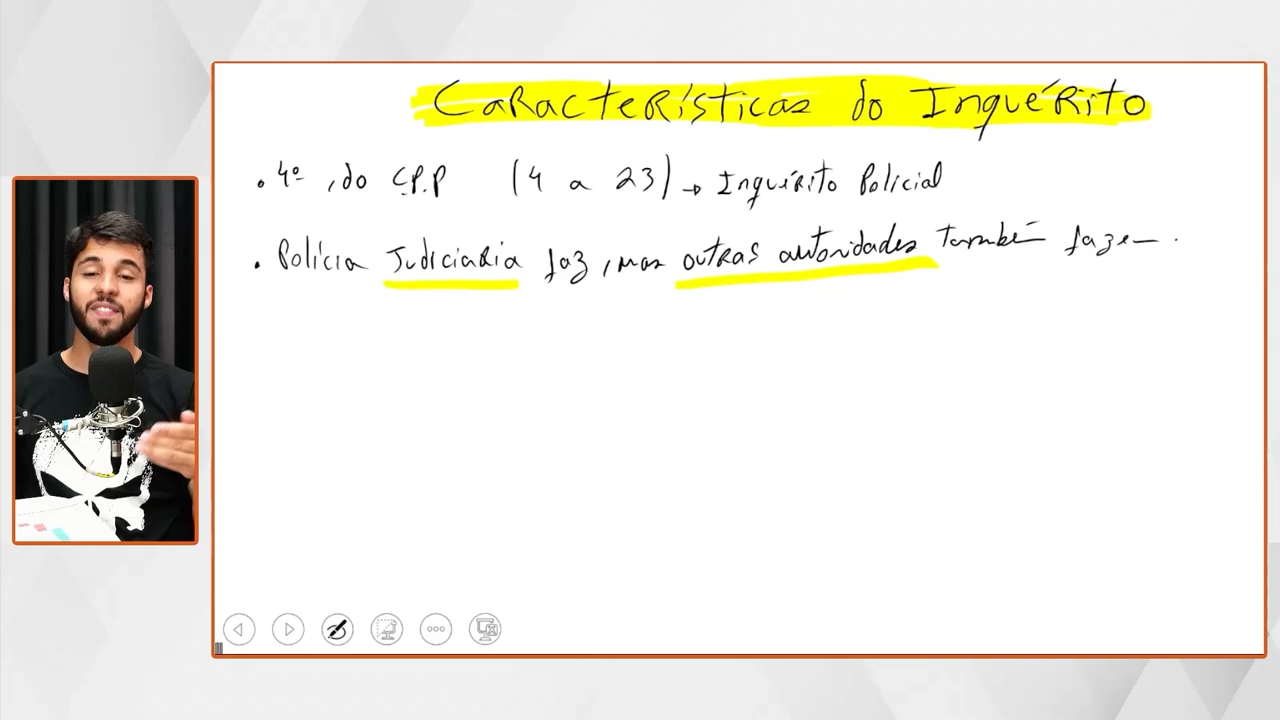 Características do Inquérito
• 4º, do C.P.P (4 a 23) → Inquérito Policial
• Polícia Judiciária faz, mas outras autoridades também fazem.